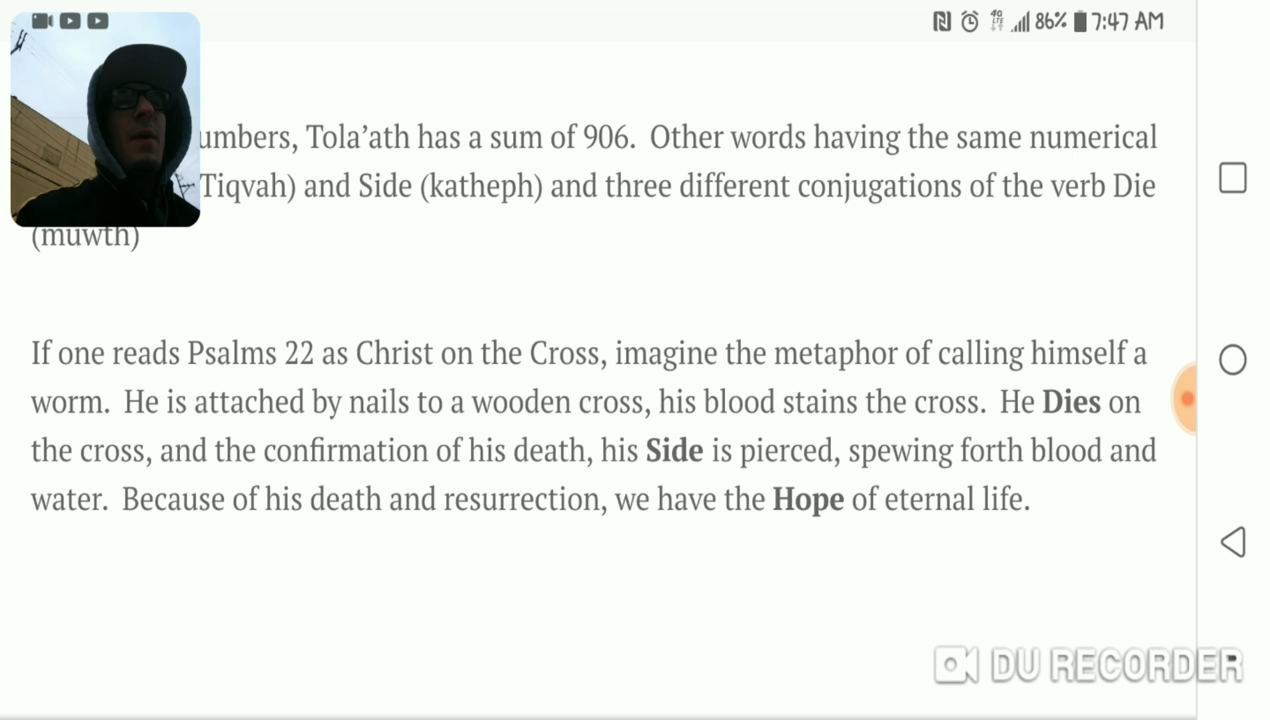 4G LTE 86% 7:47 AM
umbers, Tola’ath has a sum of 906. Other words having the same numerical
Tiqvah) and Side (katheph) and three different conjugations of the verb Die
(muwth)
If one reads Psalms 22 as Christ on the Cross, imagine the metaphor of calling himself a
worm. He is attached by nails to a wooden cross, his blood stains the cross. He Dies on
the cross, and the confirmation of his death, his Side is pierced, spewing forth blood and
water. Because of his death and resurrection, we have the Hope of eternal life.
DU RECORDER